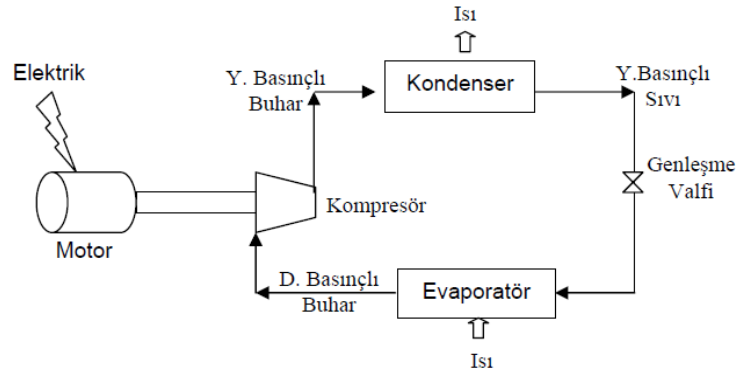 Isı
Elektrik
Y. Basınçlı
Buhar
Kondenser
Y.Basınçlı
Sıvı
Genleşme
Valfi
Kompresör
Motor
D. Basınçlı
Buhar
Evaporatör
Isı